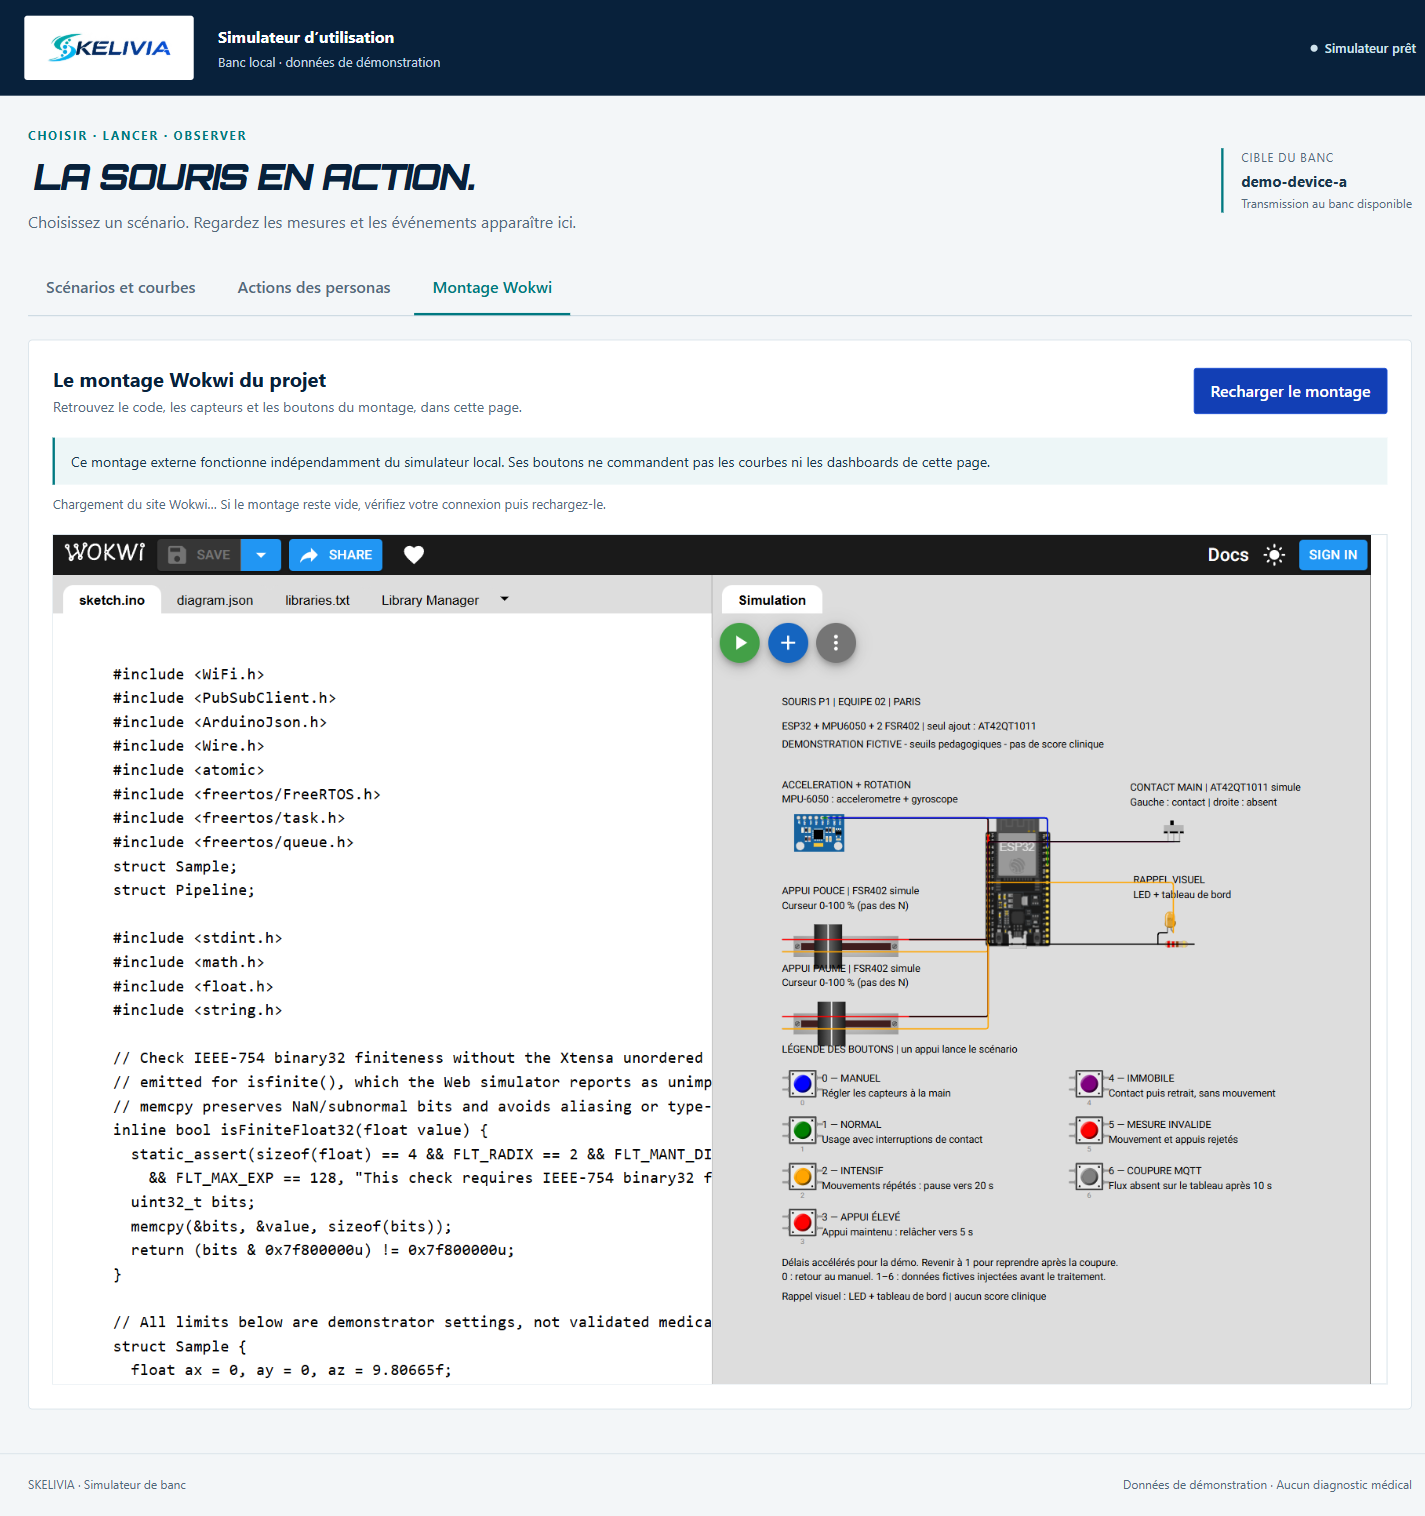 SKELIVIA
Simulateur d’utilisation
Banc local · données de démonstration
Simulateur prêt
CHOISIR · LANCER · OBSERVER
LA SOURIS EN ACTION.
Choisissez un scénario. Regardez les mesures et les événements apparaître ici.
CIBLE DU BANC
demo-device-a
Transmission au banc disponible
Scénarios et courbes
Actions des personas
Montage Wokwi
Le montage Wokwi du projet
Retrouvez le code, les capteurs et les boutons du montage, dans cette page.
Recharger le montage
Ce montage externe fonctionne indépendamment du simulateur local. Ses boutons ne commandent pas les courbes ni les dashboards de cette page.
Chargement du site Wokwi... Si le montage reste vide, vérifiez votre connexion puis rechargez-le.
WOKWi
SAVE
SHARE
Docs
SIGN IN
sketch.ino
diagram.json
libraries.txt
Library Manager
#include <WiFi.h>
#include <PubSubClient.h>
#include <ArduinoJson.h>
#include <Wire.h>
#include <atomic>
#include <freertos/FreeRTOS.h>
#include <freertos/task.h>
#include <freertos/queue.h>
struct Sample;
struct Pipeline;
#include <stdint.h>
#include <math.h>
#include <float.h>
#include <string.h>
// Check IEEE-754 binary32 finiteness without the Xtensa unordered
// emitted for isfinite(), which the Web simulator reports as unimp
// memcpy preserves NaN/subnormal bits and avoids aliasing or type-
inline bool isFiniteFloat32(float value) {
static_assert(sizeof(float) == 4 && FLT_RADIX == 2 && FLT_MANT_DI
&& FLT_MAX_EXP == 128, "This check requires IEEE-754 binary32 f
uint32_t bits;
memcpy(&bits, &value, sizeof(bits));
return (bits & 0x7f800000u) != 0x7f800000u;
}
// All limits below are demonstrator settings, not validated medica
struct Sample {
float ax = 0, ay = 0, az = 9.80665f;
Simulation
SOURIS P1 | EQUIPE 02 | PARIS
ESP32 + MPU6050 + 2 FSR402 | seul ajout : AT42QT1011
DEMONSTRATION FICTIVE - seuils pedagogiques - pas de score clinique
ACCELERATION + ROTATION
MPU-6050 : accelerometre + gyroscope
CONTACT MAIN | AT42QT1011 simule
Gauche : contact | droite : absent
ESP32
RAPPEL VISUEL
LED + tableau de bord
APPUI POUCE | FSR402 simule
Curseur 0-100 % (pas des N)
APPUI PAUME | FSR402 simule
Curseur 0-100 % (pas des N)
LÉGENDE DES BOUTONS | un appui lance le scénario
0 — MANUEL
Régler les capteurs à la main
0
4 — IMMOBILE
Contact puis retrait, sans mouvement
4
1 — NORMAL
Usage avec interruptions de contact
1
5 — MESURE INVALIDE
Mouvement et appuis rejetés
5
2 — INTENSIF
Mouvements répétés : pause vers 20 s
2
6 — COUPURE MQTT
Flux absent sur le tableau après 10 s
6
3 — APPUI ÉLEVÉ
Appui maintenu : relâcher vers 5 s
3
Délais accélérés pour la démo. Revenir à 1 pour reprendre après la coupure.
0 : retour au manuel. 1–6 : données fictives injectées avant le traitement.
Rappel visuel : LED + tableau de bord | aucun score clinique
SKELIVIA · Simulateur de banc
Données de démonstration · Aucun diagnostic médical